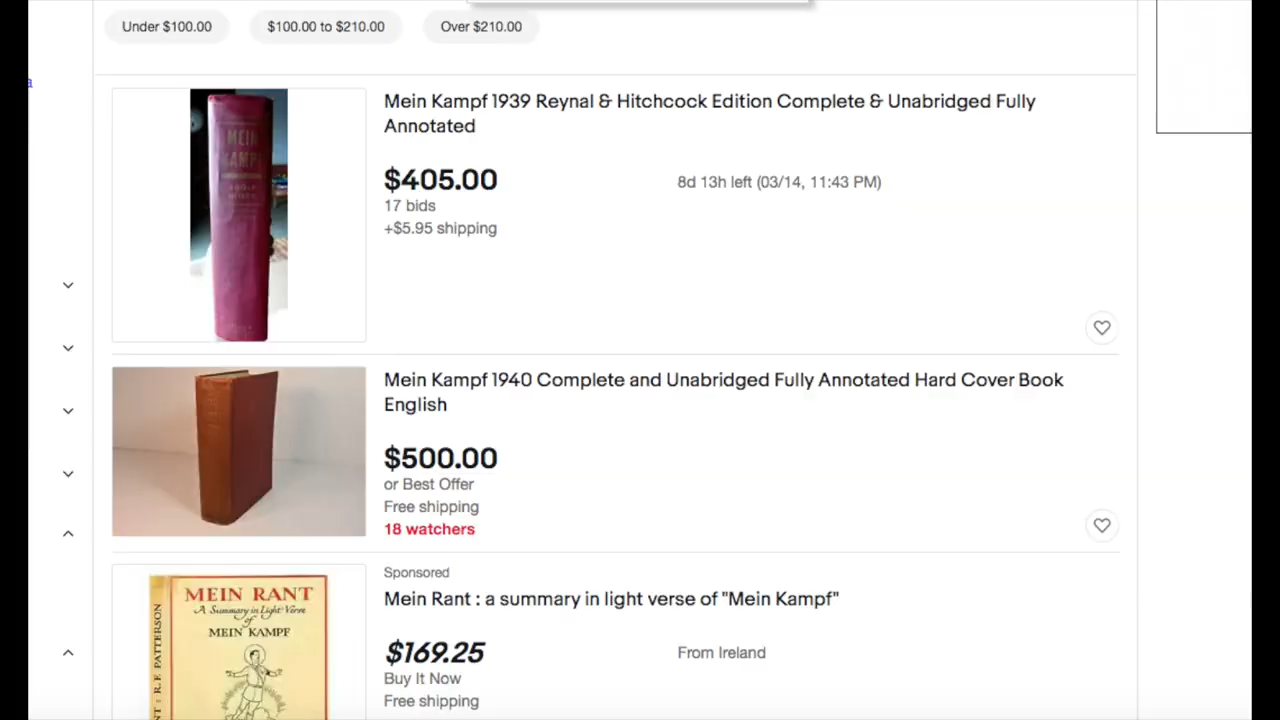 Under $100.00
$100.00 to $210.00
Over $210.00
a
Mein Kampf 1939 Reynal & Hitchcock Edition Complete & Unabridged Fully
Annotated
MEIN
KAMPF
$405.00
8d 13h left (03/14, 11:43 PM)
17 bids
+$5.95 shipping
Mein Kampf 1940 Complete and Unabridged Fully Annotated Hard Cover Book
English
$500.00
or Best Offer
Free shipping
18 watchers
Sponsored
Mein Rant : a summary in light verse of "Mein Kampf"
MEIN RANT
A Summary in Light Verse
of
MEIN KAMPF
NT : R.F. PATTERSON
$169.25
From Ireland
Buy It Now
Free shipping